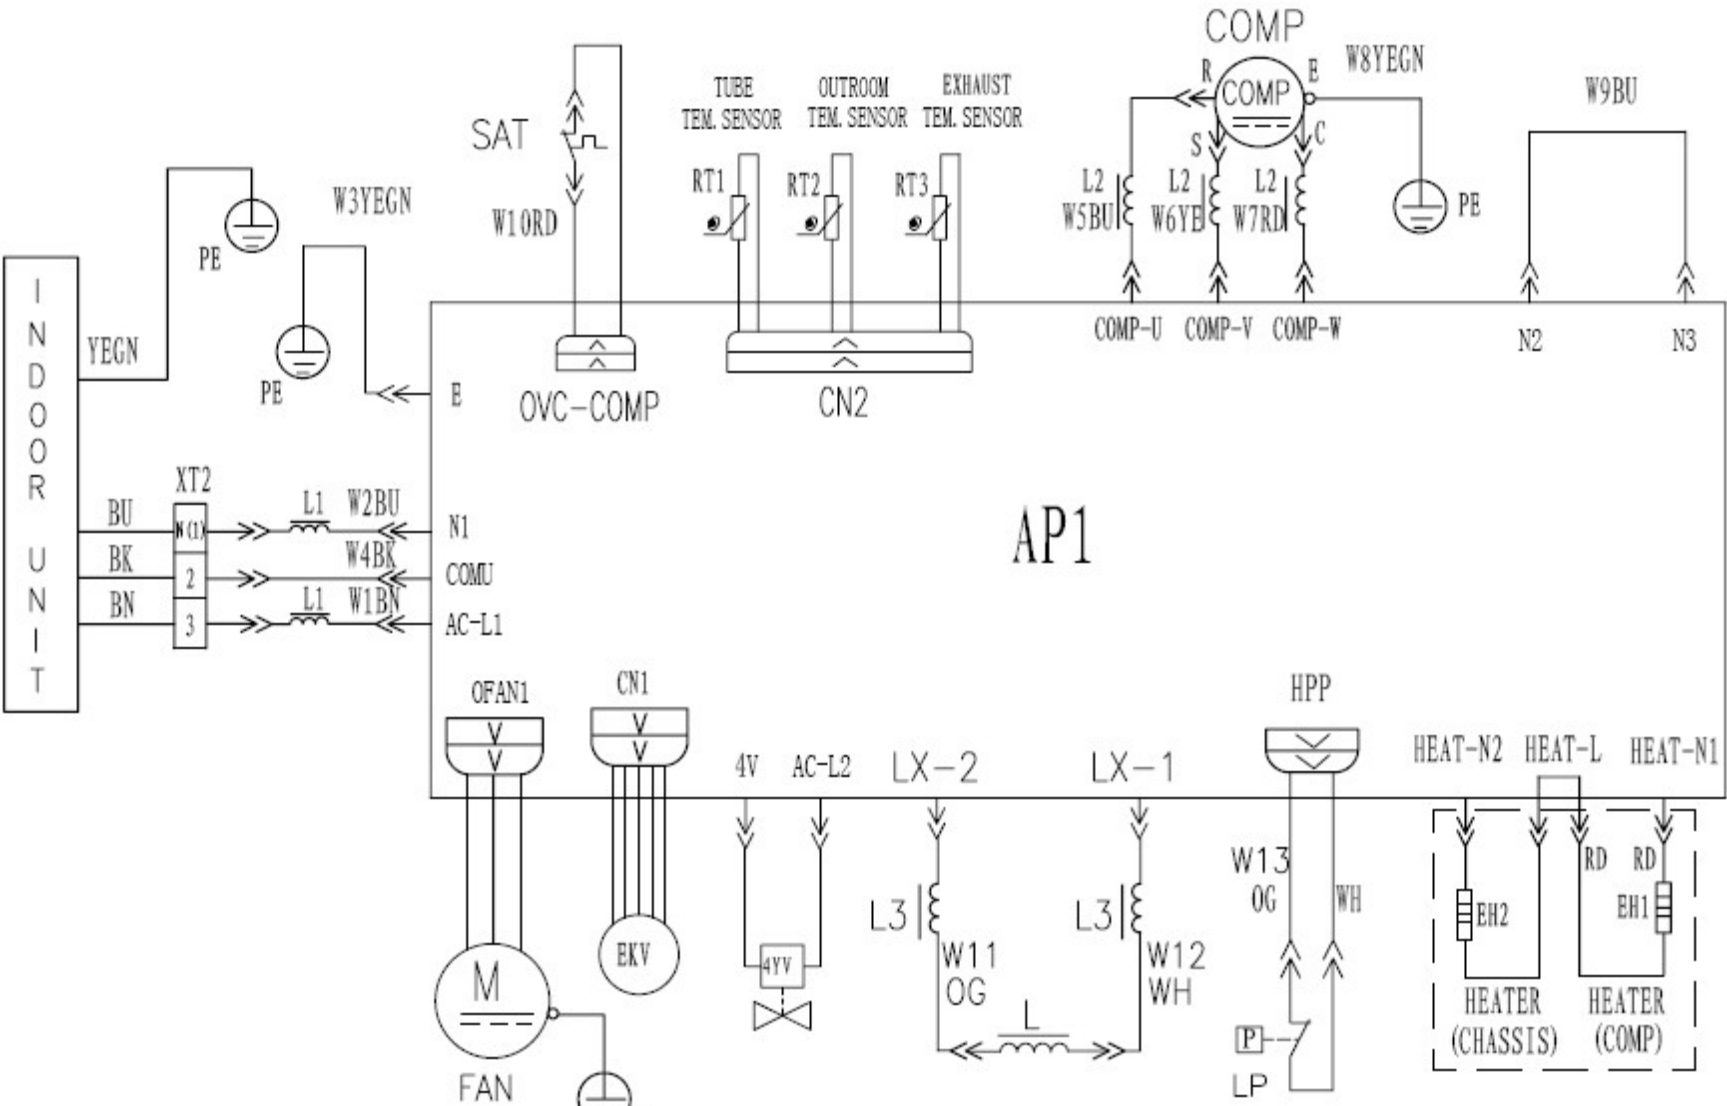 COMP
W8YEGN
R
E
COMP
W9BU
TUBE
TEM. SENSOR
OUTROOM
TEM. SENSOR
EXHAUST
TEM. SENSOR
SAT
S
C
RT1
RT2
RT3
L2
W5BU
L2
W6YE
L2
W7RD
PE
W3YEGN
W10RD
PE
INDOOR UNIT
YEGN
PE
E
COMP-U
COMP-V
COMP-W
N2
N3
OVC-COMP
CN2
XT2
BU
N(1)
L1
W2BU
N1
BK
2
W4BK
COMU
BN
3
L1
W1BN
AC-L1
AP1
OFAN1
CN1
4V
AC-L2
LX-2
LX-1
HPP
HEAT-N2
HEAT-L
HEAT-N1
W13
OG
WH
RD
RD
L3
L3
EH2
EH1
M
EKV
4YV
W11
OG
W12
WH
L
P
LP
HEATER
(CHASSIS)
HEATER
(COMP)
FAN